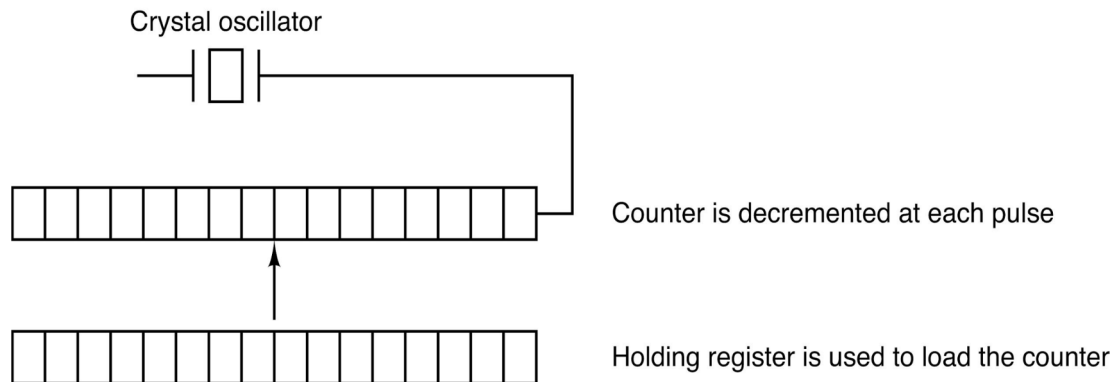 Crystal oscillator
Counter is decremented at each pulse
Holding register is used to load the counter